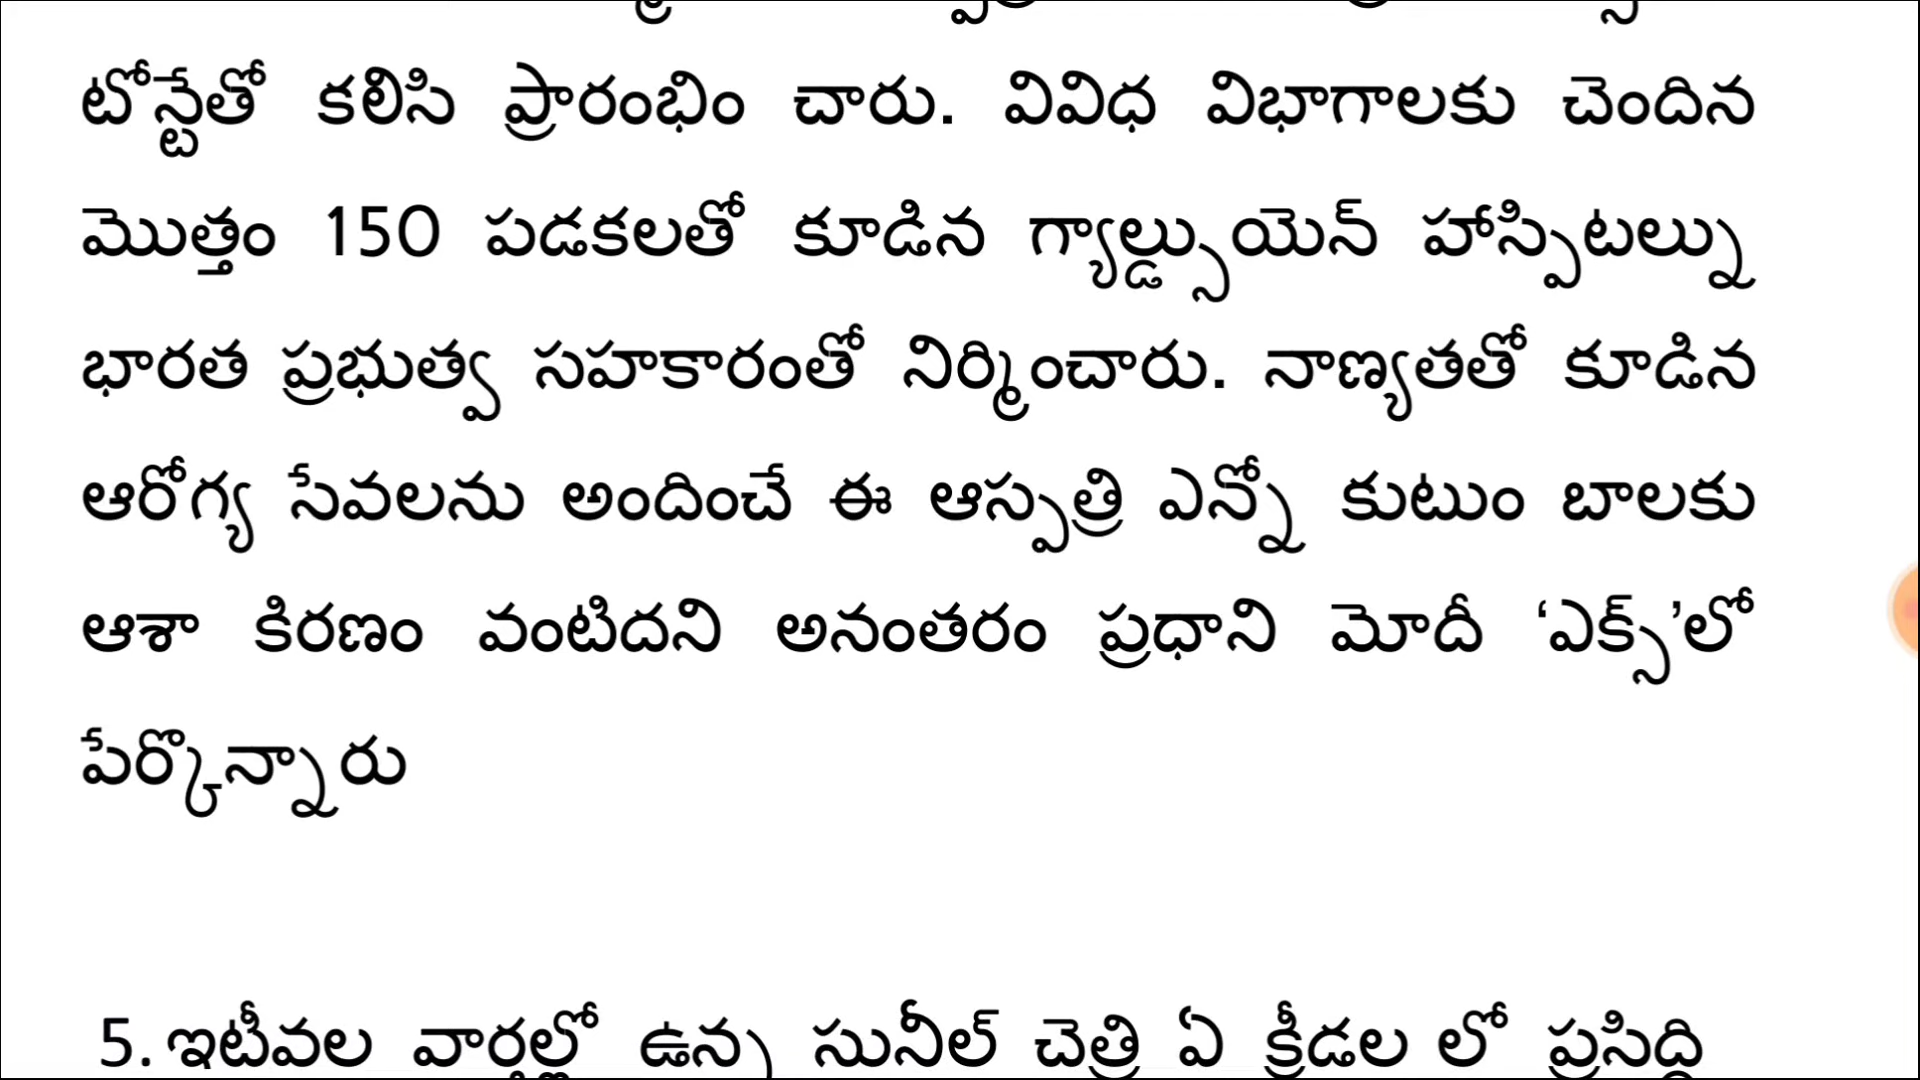 టోన్టేతో కలిసి ప్రారంభిం చారు. వివిధ విభాగాలకు చెందిన
మొత్తం 150 పడకలతో కూడిన గ్యాల్డ్సుయెన్ హాస్పిటల్ను
భారత ప్రభుత్వ సహకారంతో నిర్మించారు. నాణ్యతతో కూడిన
ఆరోగ్య సేవలను అందించే ఈ ఆస్పత్రి ఎన్నో కుటుం బాలకు
ఆశా కిరణం వంటిదని అనంతరం ప్రధాని మోదీ ‘ఎక్స్’లో
పేర్కొన్నారు
5. ఇటీవల వార్తల్లో ఉన్న సునీల్ చెత్రి ఏ క్రీడల లో ప్రసిద్ది